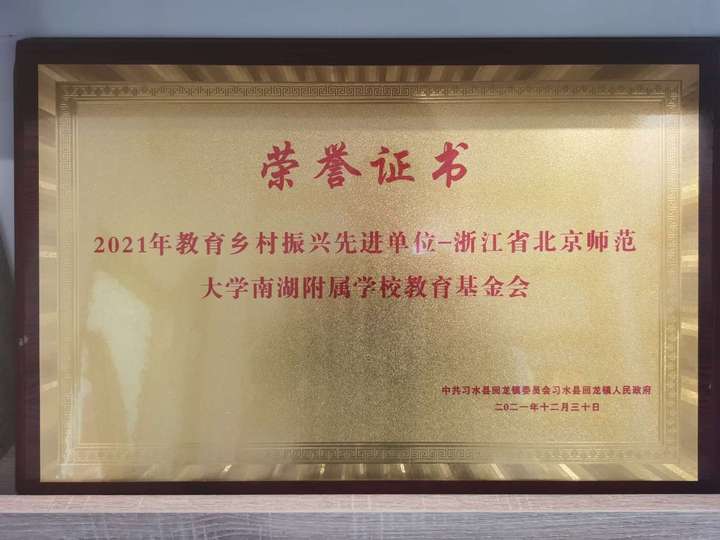 荣誉证书
2021年教育乡村振兴先进单位-浙江省北京师范
大学南湖附属学校教育基金会
中共习水县回龙镇委员会习水县回龙镇人民政府
二〇二一年十二月三十日